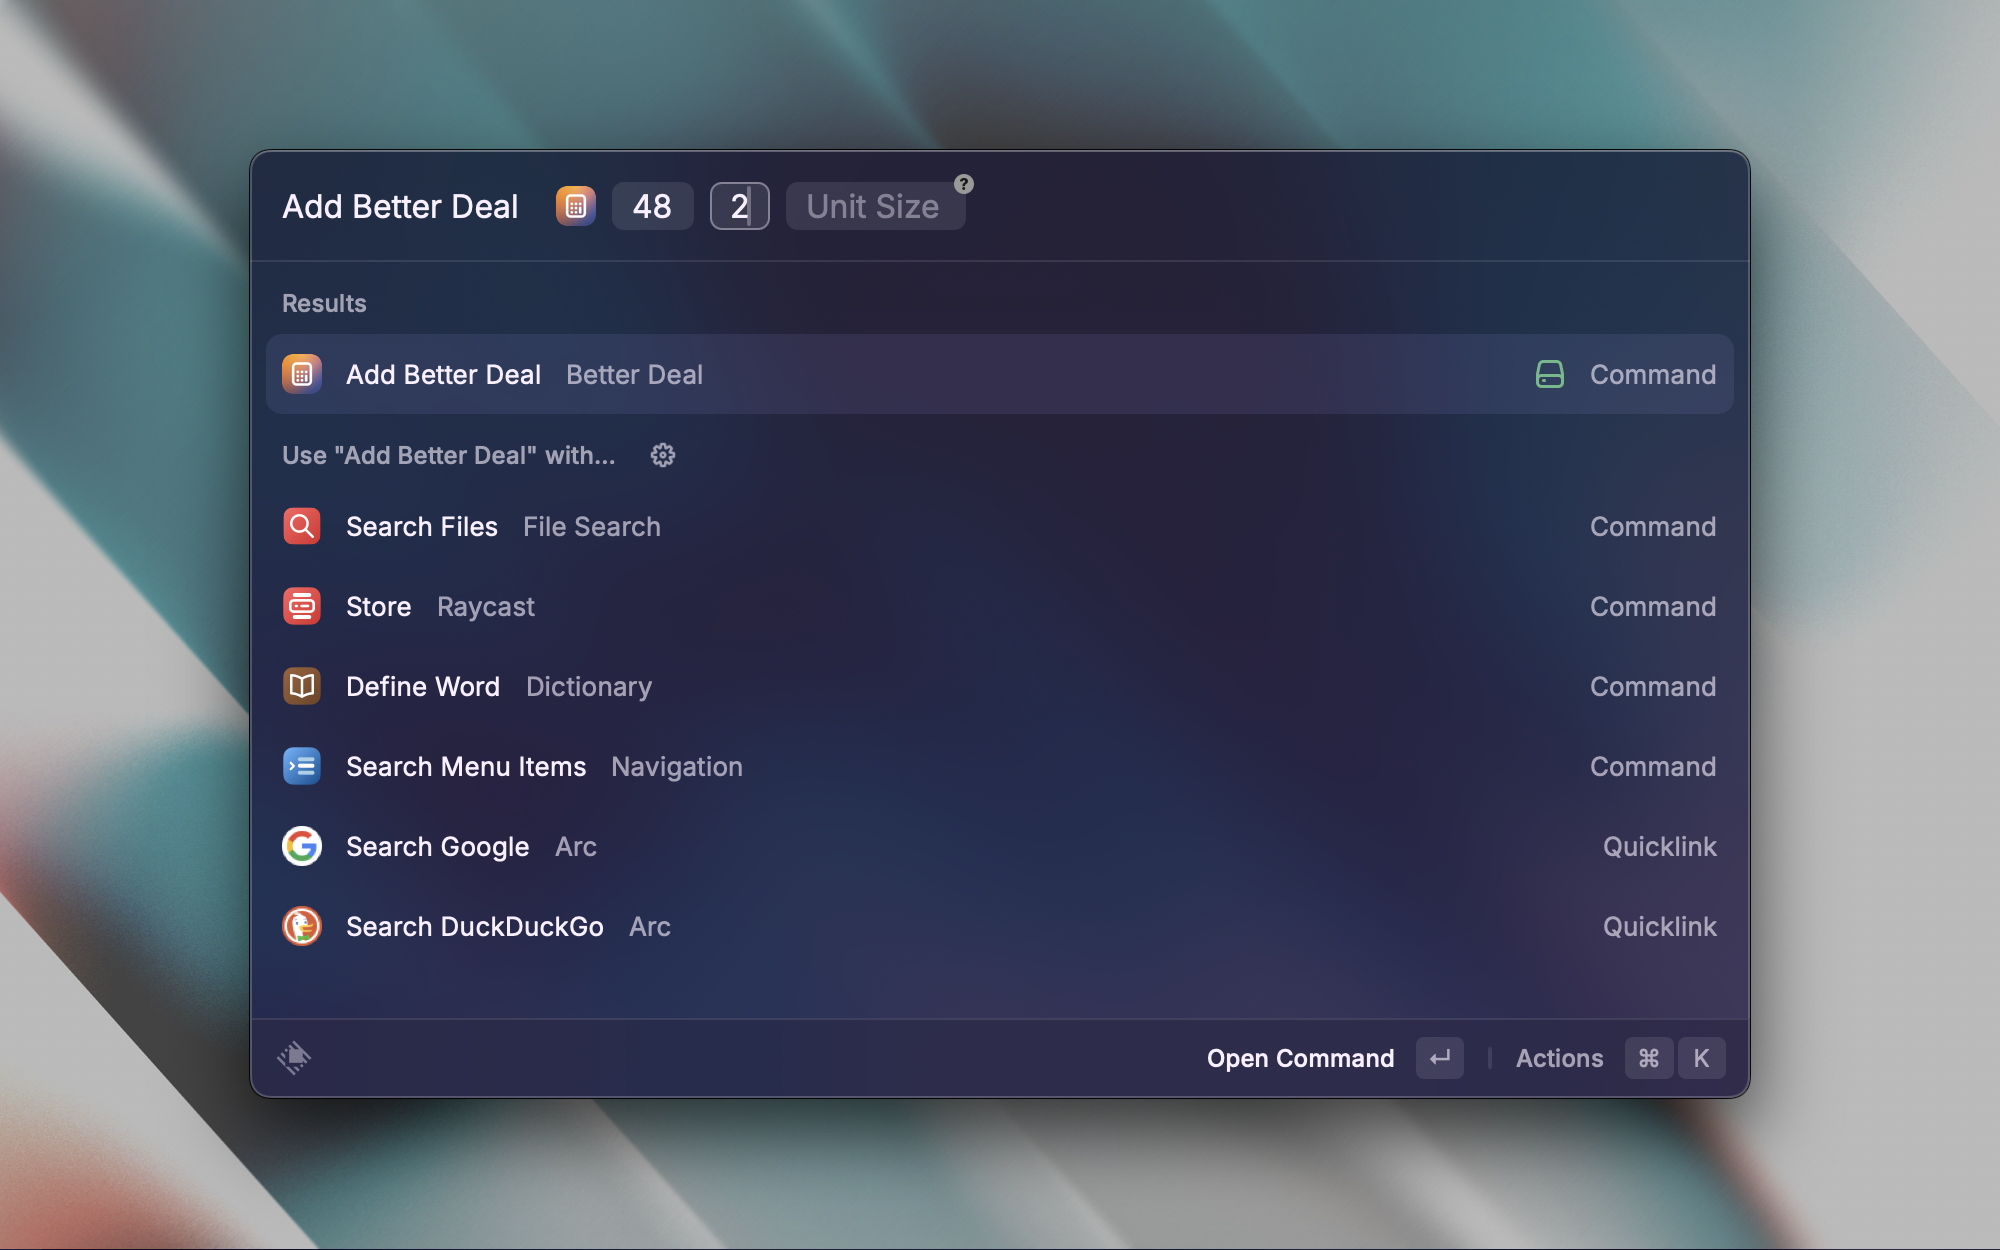 Add Better Deal 48 2 Unit Size ?
Results
Add Better Deal Better Deal Command
Use "Add Better Deal" with...
Search Files File Search Command
Store Raycast Command
Define Word Dictionary Command
Search Menu Items Navigation Command
Search Google Arc Quicklink
Search DuckDuckGo Arc Quicklink
Open Command ↵ Actions ⌘ K